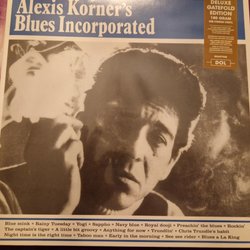 Alexis Korner's
Blues Incorporated
DELUXE
GATEFOLD
EDITION
180 GRAM
DOL
Blue mink • Rainy Tuesday • Yogi • Sappho • Navy blue • Royal dooji • Preachin' the blues • Rockin'
The captain's tiger • A little bit groovy • Anything for now • Trundlin' • Chris Trundle's habit
Night time is the right time • Taboo man • Early in the morning • See see rider • Blues a La King